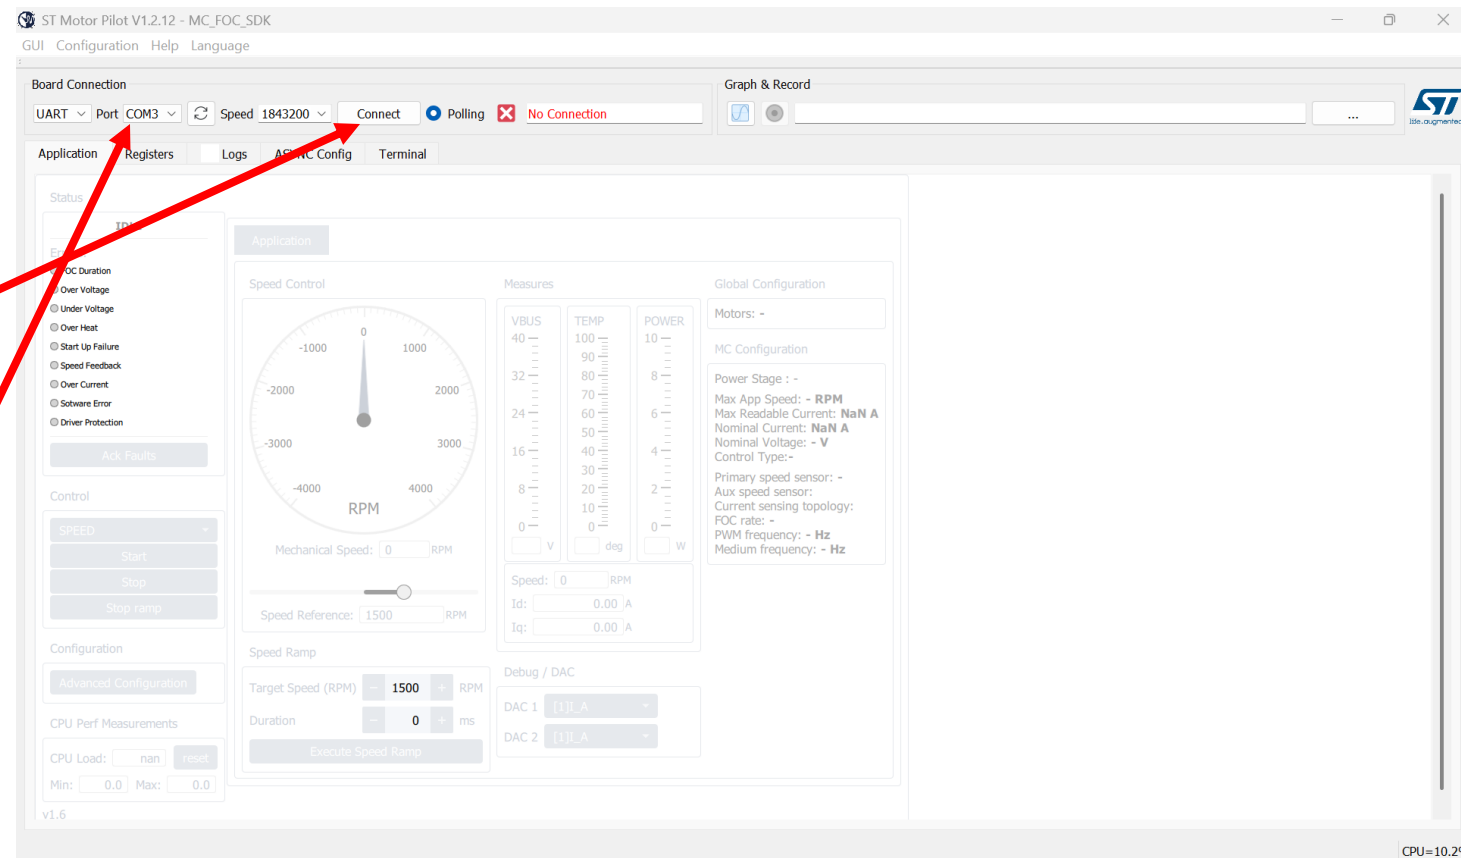 ST Motor Pilot V1.2.12 - MC_FOC_SDK
GUI Configuration Help Language
Board Connection
UART Port COM3 Speed 1843200 Connect Polling No Connection
Graph & Record
...
life.augmented
Application Registers Logs Config Terminal
Status
Application
FOC Duration
Over Voltage
Under Voltage
Over Heat
Start Up Failure
Speed Feedback
Over Current
Sotware Error
Driver Protection
Ack Faults
Control
SPEED
Start
Stop
Stop ramp
Configuration
Advanced Configuration
CPU Perf Measurements
CPU Load: nan reset
Min: 0.0 Max: 0.0
v1.6
Speed Control
0
-1000 1000
-2000 2000
-3000 3000
-4000 4000
RPM
Mechanical Speed: 0 RPM
Speed Reference: 1500 RPM
Speed Ramp
Target Speed (RPM) - 1500 + RPM
Duration - 0 + ms
Execute Speed Ramp
Measures
VBUS TEMP POWER
40 100 10
90
32 80 8
70
24 60 6
50
16 40 4
30
8 20 2
10
0 0 0
V deg W
Speed: 0 RPM
Id: 0.00 A
Iq: 0.00 A
Debug / DAC
DAC 1 [1]I_A
DAC 2 [1]I_A
Global Configuration
Motors: -
MC Configuration
Power Stage : -
Max App Speed: - RPM
Max Readable Current: NaN A
Nominal Current: NaN A
Nominal Voltage: - V
Control Type:-
Primary speed sensor: -
Aux speed sensor:
Current sensing topology:
FOC rate: -
PWM frequency: - Hz
Medium frequency: - Hz